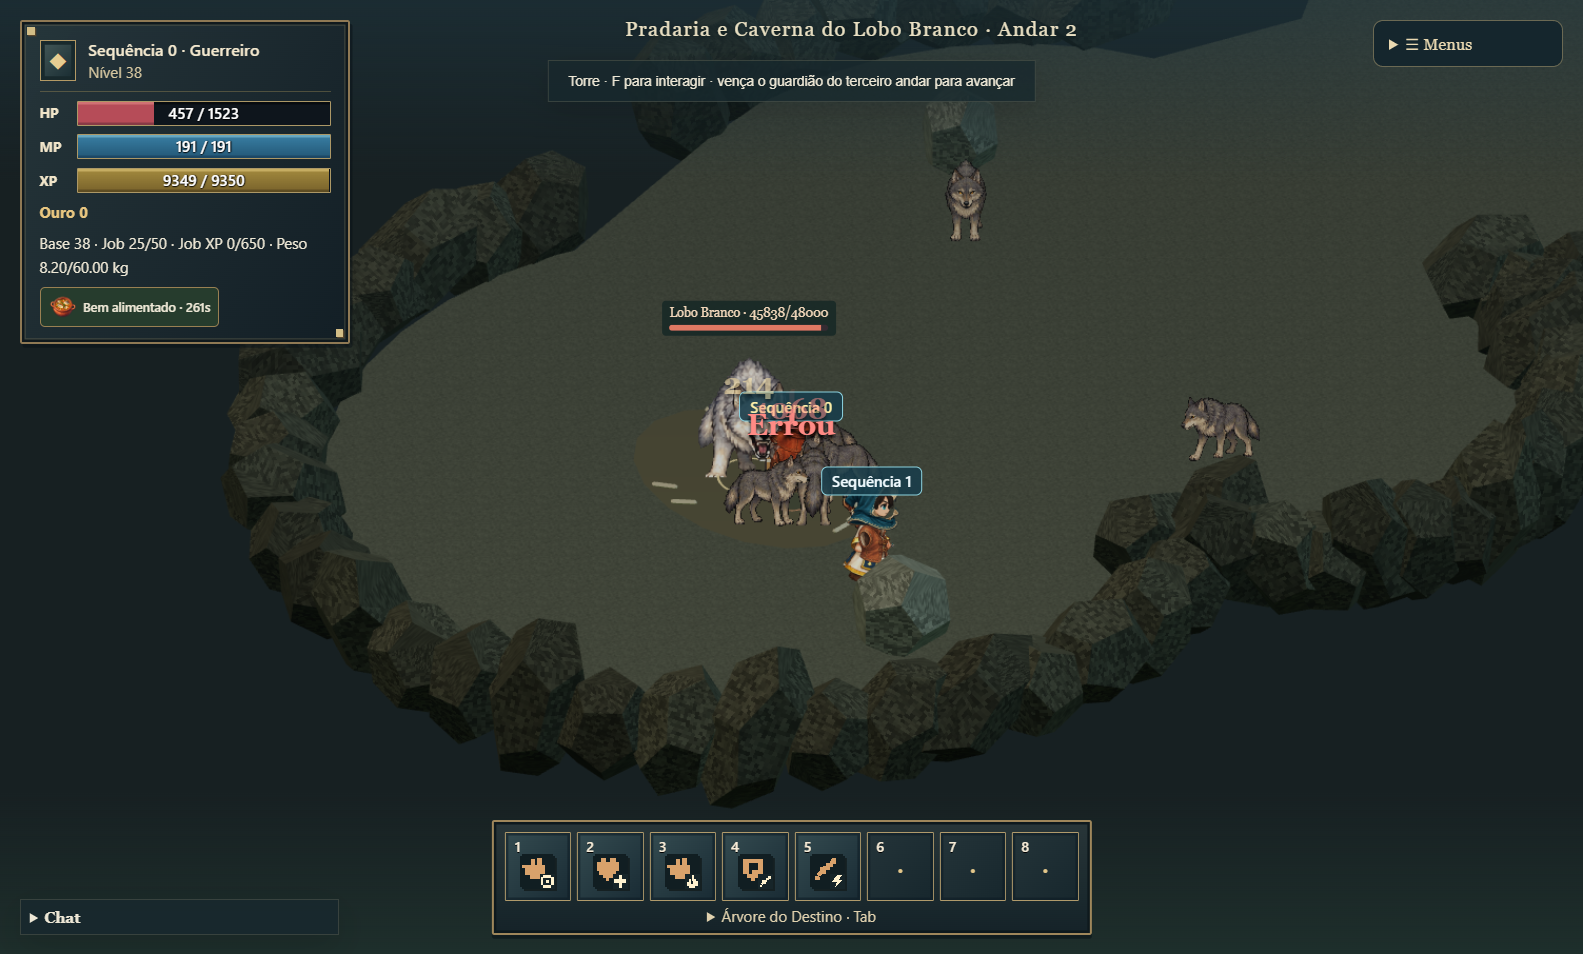 Sequência 0 · Guerreiro
Nível 38
HP
457 / 1523
MP
191 / 191
XP
9349 / 9350
Ouro 0
Base 38 · Job 25/50 · Job XP 0/650 · Peso
8.20/60.00 kg
Bem alimentado · 261s
Pradaria e Caverna do Lobo Branco · Andar 2
Torre · F para interagir · vença o guardião do terceiro andar para avançar
▶ ☰ Menus
Lobo Branco · 45838/48000
214
Sequência 0
Errou
Sequência 1
1
2
3
4
5
6
7
8
▶ Árvore do Destino · Tab
▶ Chat